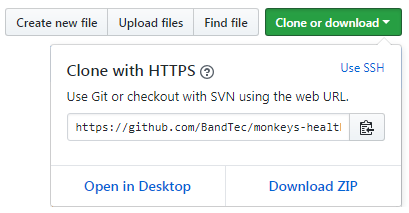 Create new file Upload files Find file Clone or download
Clone with HTTPS ? Use SSH
Use Git or checkout with SVN using the web URL.
https://github.com/BandTec/monkeys-healt
Open in Desktop Download ZIP